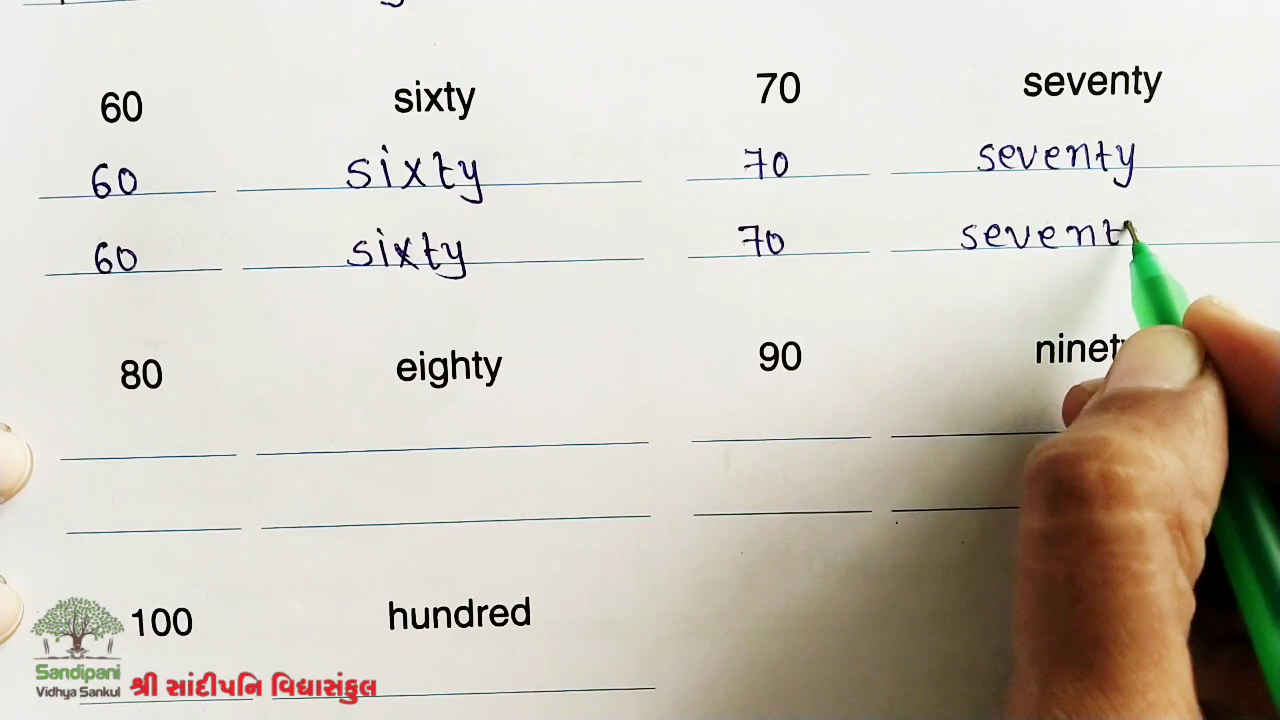 60 sixty 70 seventy
60 sixty 70 seventy
60 sixty 70 sevent
80 eighty 90 ninety
100 hundred
Sandipani
Vidhya Sankul
શ્રી સાંદીપનિ વિદ્યાસંકુલ